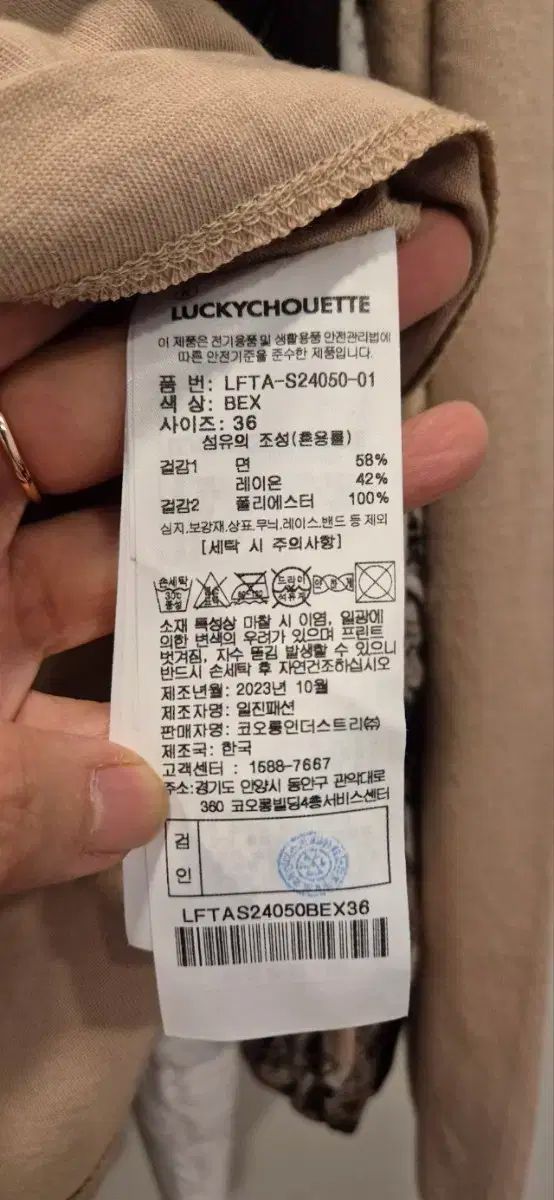 LUCKYCHOUETTE
이 제품은 전기용품 및 생활용품 안전관리법에
따른 안전기준을 준수한 제품입니다.
품 번: LFTA-S24050-01
색 상: BEX
사이즈: 36
섬유의 조성(혼용률)
겉감1 면 58%
레이온 42%
겉감2 폴리에스터 100%
심지,보강재,상표,무늬,레이스,밴드 등 제외
[세탁 시 주의사항]
손세탁 30℃ 중성 드라이 석유계
소재 특성상 마찰 시 이염, 일광에
의한 변색의 우려가 있으며 프린트
벗겨짐, 자수 뜯김 발생할 수 있으니
반드시 손세탁 후 자연건조하십시오
제조년월: 2023년 10월
제조자명: 일진패션
판매자명: 코오롱인더스트리㈜
제조국: 한국
고객센터 : 1588-7667
주소:경기도 안양시 동안구 관악대로
360 코오롱빌딩4층서비스센터
검
인
LFTAS24050BEX36